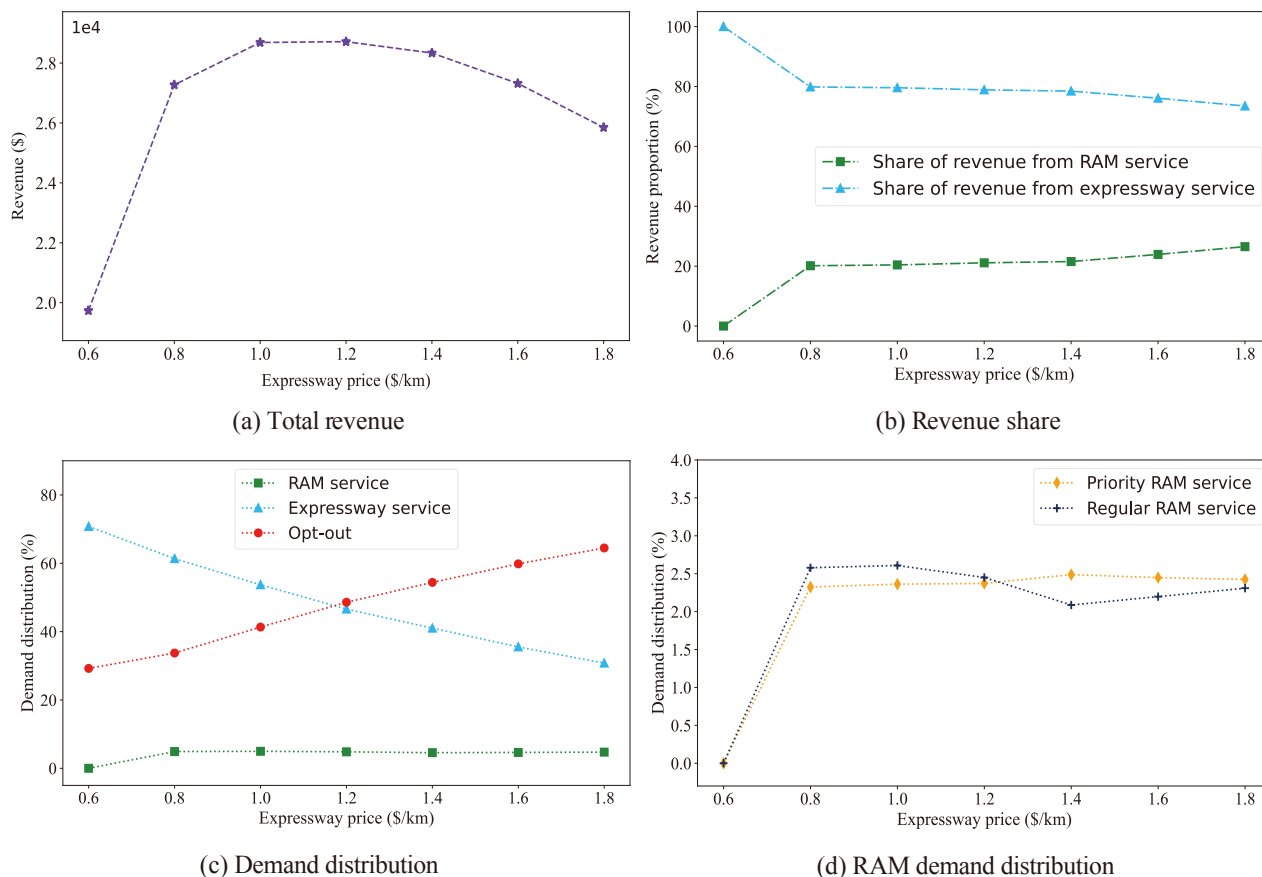 1e4
2.8
2.6
2.4
2.2
2.0
Revenue ($)
0.6 0.8 1.0 1.2 1.4 1.6 1.8
Expressway price ($/km)
(a) Total revenue
100
80
60
40
20
0
Revenue proportion (%)
Share of revenue from RAM service
Share of revenue from expressway service
0.6 0.8 1.0 1.2 1.4 1.6 1.8
Expressway price ($/km)
(b) Revenue share
80
60
40
20
0
Demand distribution (%)
RAM service
Expressway service
Opt-out
0.6 0.8 1.0 1.2 1.4 1.6 1.8
Expressway price ($/km)
(c) Demand distribution
4.0
3.5
3.0
2.5
2.0
1.5
1.0
0.5
0.0
Demand distribution (%)
Priority RAM service
Regular RAM service
0.6 0.8 1.0 1.2 1.4 1.6 1.8
Expressway price ($/km)
(d) RAM demand distribution